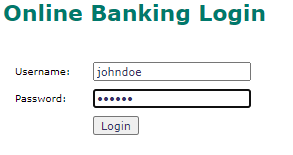 Online Banking Login
Username: johndoe
Password: ••••••
Login